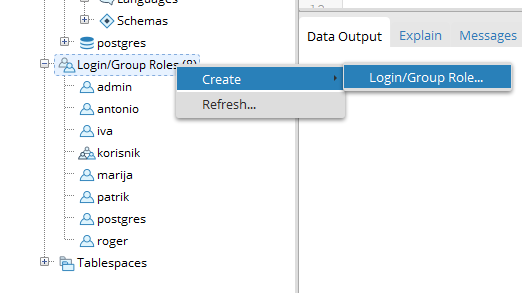 Languages
Schemas
postgres
Login/Group Roles (8)
admin
antonio
iva
korisnik
marija
patrik
postgres
roger
Tablespaces
Create
Refresh...
Login/Group Role...
Data Output
Explain
Messages